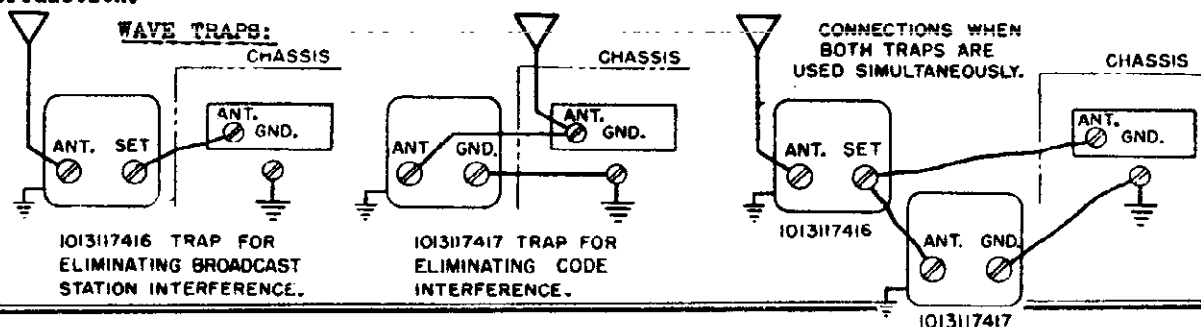 WAVE TRAPS:
CHASSIS
ANT.
GND.
ANT. SET
1013117416 TRAP FOR
ELIMINATING BROADCAST
STATION INTERFERENCE.
CHASSIS
ANT.
GND.
ANT GND.
1013117417 TRAP FOR
ELIMINATING CODE
INTERFERENCE.
CONNECTIONS WHEN
BOTH TRAPS ARE
USED SIMULTANEOUSLY.
CHASSIS
ANT.
GND.
ANT. SET
1013117416
ANT. GND.
1013117417